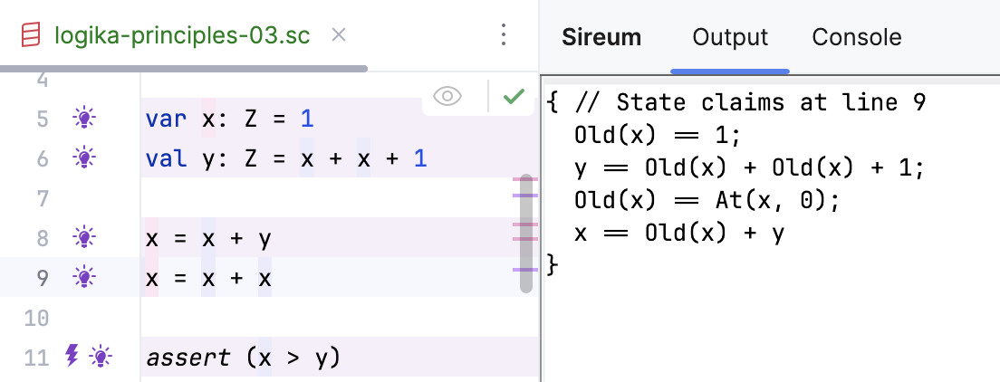 logika-principles-03.sc ×
Sireum Output Console
4
5 var x: Z = 1
6 val y: Z = x + x + 1
7
8 x = x + y
9 x = x + x
10
11 assert (x > y)
{ // State claims at line 9
Old(x) == 1;
y == Old(x) + Old(x) + 1;
Old(x) == At(x, 0);
x == Old(x) + y
}